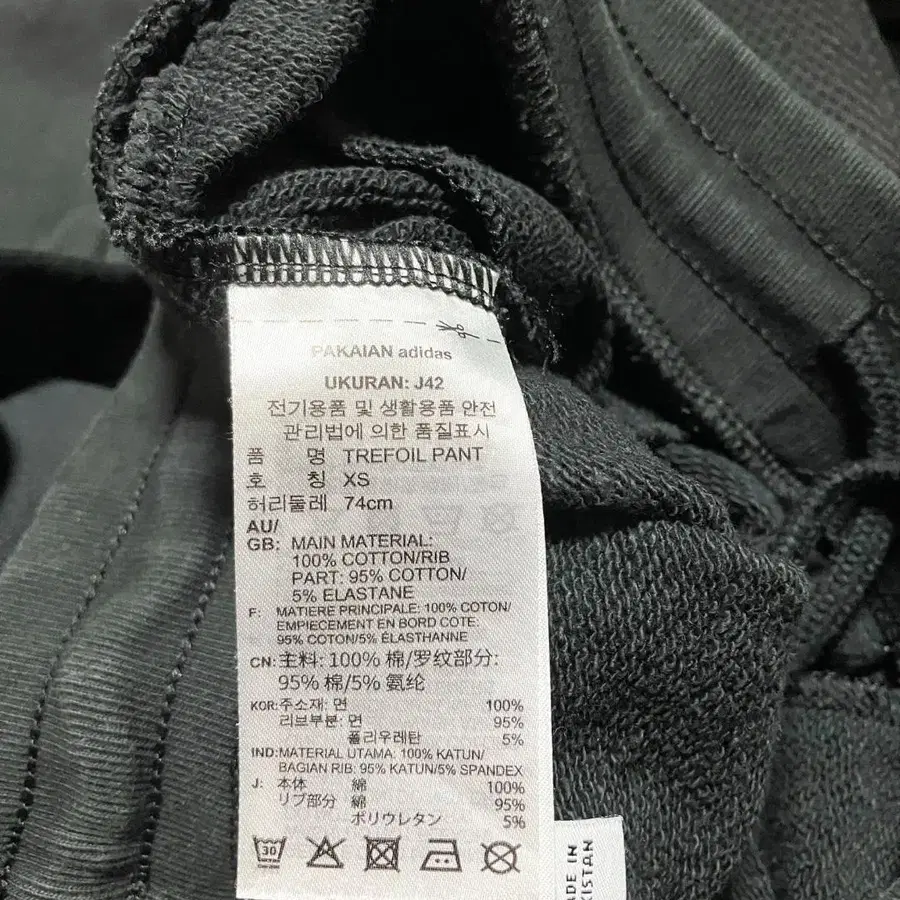 PAKAIAN adidas
UKURAN: J42
전기용품 및 생활용품 안전
관리법에 의한 품질표시
품 명 TREFOIL PANT
호 칭 XS
허리둘레 74cm
AU/
GB: MAIN MATERIAL:
100% COTTON/RIB
PART: 95% COTTON/
5% ELASTANE
F: MATIERE PRINCIPALE: 100% COTON/
EMPIECEMENT EN BORD COTE:
95% COTON/5% ÉLASTHANNE
CN: 主料: 100% 棉/罗纹部分:
95% 棉/5% 氨纶
KOR: 주소재: 면 100%
리브부분: 면 95%
폴리우레탄 5%
IND: MATERIAL UTAMA: 100% KATUN/
BAGIAN RIB: 95% KATUN/5% SPANDEX
J: 本体 綿 100%
リブ部分 綿 95%
ポリウレタン 5%
30
DE IN
KISTAN